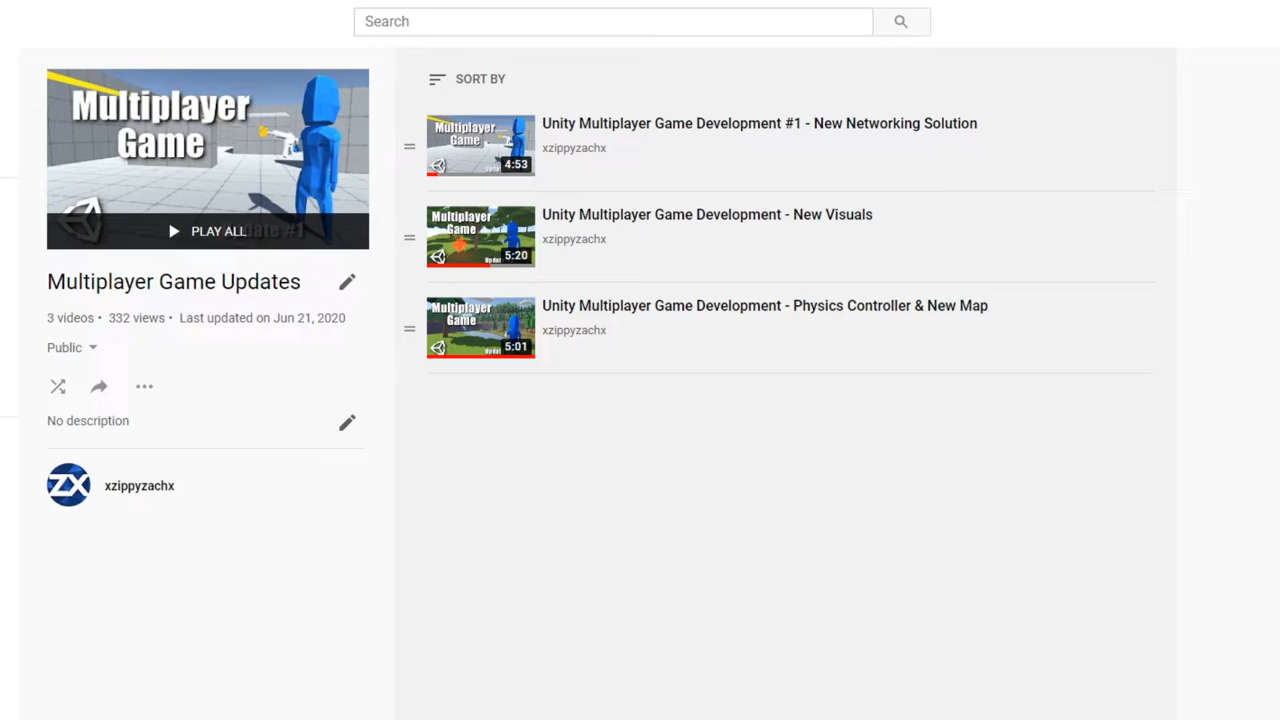 Search
Multiplayer
Game
PLAY ALL
Multiplayer Game Updates
3 videos • 332 views • Last updated on Jun 21, 2020
Public
No description
ZX
xzippyzachx
SORT BY
Multiplayer
Game
4:53
Unity Multiplayer Game Development #1 - New Networking Solution
xzippyzachx
Multiplayer
Game
5:20
Unity Multiplayer Game Development - New Visuals
xzippyzachx
Multiplayer
Game
5:01
Unity Multiplayer Game Development - Physics Controller & New Map
xzippyzachx